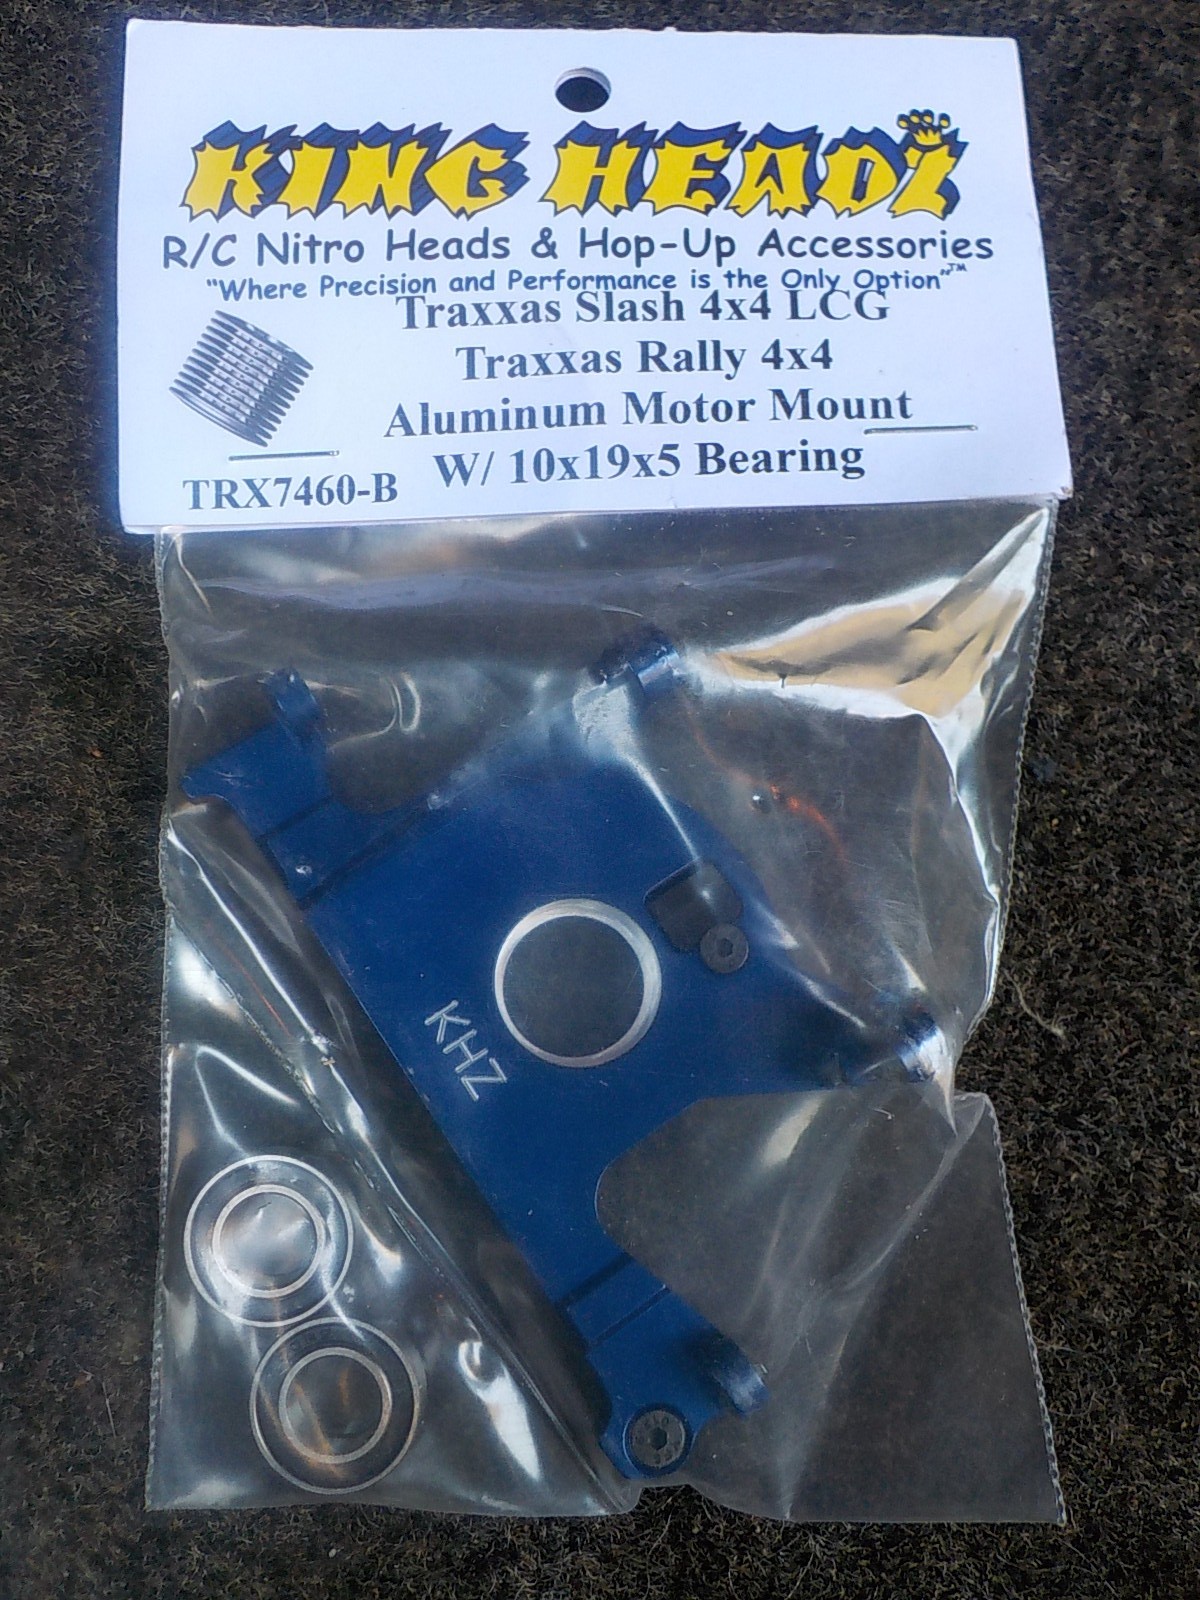 KING HEADZ
R/C Nitro Heads & Hop-Up Accessories
"Where Precision and Performance is the Only Option"™
Traxxas Slash 4x4 LCG
Traxxas Rally 4x4
Aluminum Motor Mount
W/ 10x19x5 Bearing
TRX7460-B
KHZ